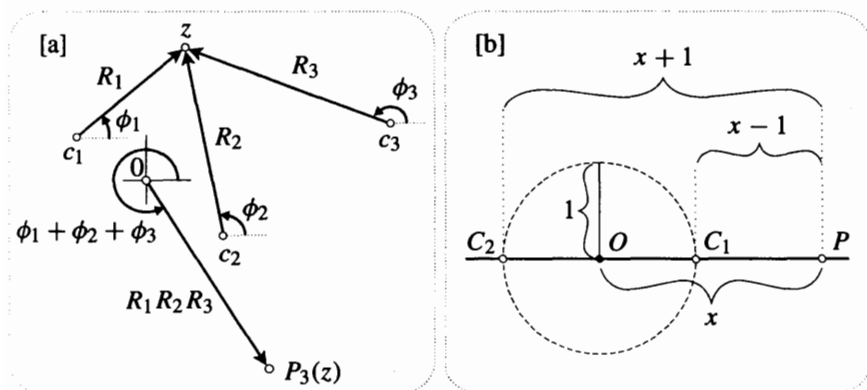 [a]
z
R₁
R₃
ϕ₃
ϕ₁
c₁
R₂
c₃
0
ϕ₂
ϕ₁ + ϕ₂ + ϕ₃
c₂
R₁R₂R₃
P₃(z)
[b]
x + 1
x − 1
1
C₂
O
C₁
P
x